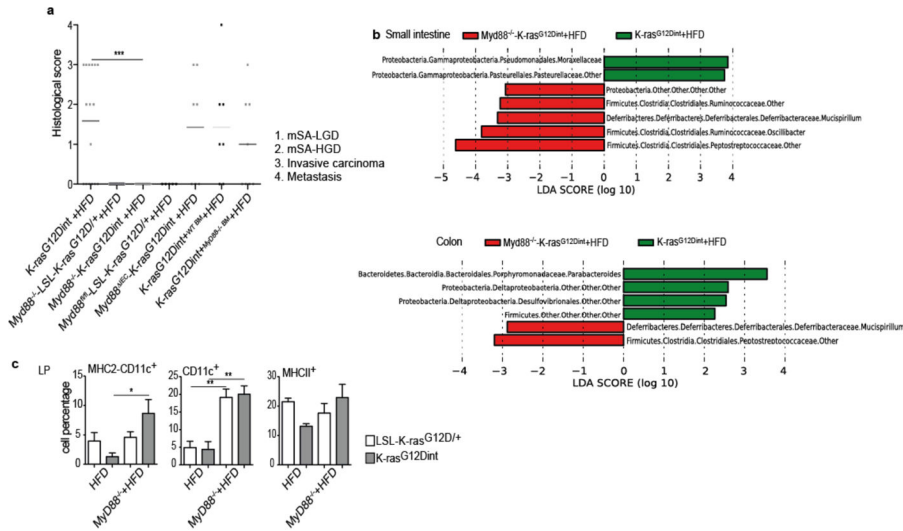 a
4
3
2
1
0
Histological score
***
K-rasG12Dint +HFD
Myd88-/--LSL-K-rasG12D/+HFD
Myd88-/-K-rasG12Dint +HFD
Myd88fl/fl-LSL-K-rasG12D/+HFD
Myd88ΔIEC-K-rasG12Dint +HFD
K-rasG12Dint+WT BM+HFD
K-rasG12Dint+Myd88-/- BM+HFD
1. mSA-LGD
2. mSA-HGD
3. Invasive carcinoma
4. Metastasis
b Small intestine Myd88-/--K-rasG12Dint+HFD K-rasG12Dint+HFD
Proteobacteria.Gammaproteobacteria.Pseudomonadales.Moraxellaceae
Proteobacteria.Gammaproteobacteria.Pasteurellales.Pasteurellaceae.Other
Proteobacteria.Other.Other.Other.Other
Firmicutes.Clostridia.Clostridiales.Ruminococcaceae.Other
Deferribacteres.Deferribacteres.Deferribacterales.Deferribacteraceae.Mucispirillum
Firmicutes.Clostridia.Clostridiales.Ruminococcaceae.Oscillibacter
Firmicutes.Clostridia.Clostridiales.Peptostreptococcaceae.Other
−5 −4 −3 −2 −1 0 1 2 3 4
LDA SCORE (log 10)
Colon Myd88-/--K-rasG12Dint+HFD K-rasG12Dint+HFD
Bacteroidetes.Bacteroidia.Bacteroidales.Porphyromonadaceae.Parabacteroides
Proteobacteria.Deltaproteobacteria.Other.Other.Other
Proteobacteria.Deltaproteobacteria.Desulfovibrionales.Other.Other
Firmicutes.Other.Other.Other.Other
Deferribacteres.Deferribacteres.Deferribacterales.Deferribacteraceae.Mucispirillum
Firmicutes.Clostridia.Clostridiales.Peptostreptococcaceae.Other
−4 −3 −2 −1 0 1 2 3 4
LDA SCORE (log 10)
c LP MHC2-CD11c+ CD11c+ MHCII+
cell percentage
15
10
5
0
*
HFD
MyD88-/-+HFD
25
20
15
10
5
0
**
**
HFD
MyD88-/-+HFD
30
20
10
0
HFD
MyD88-/-+HFD
LSL-K-rasG12D/+
K-rasG12Dint